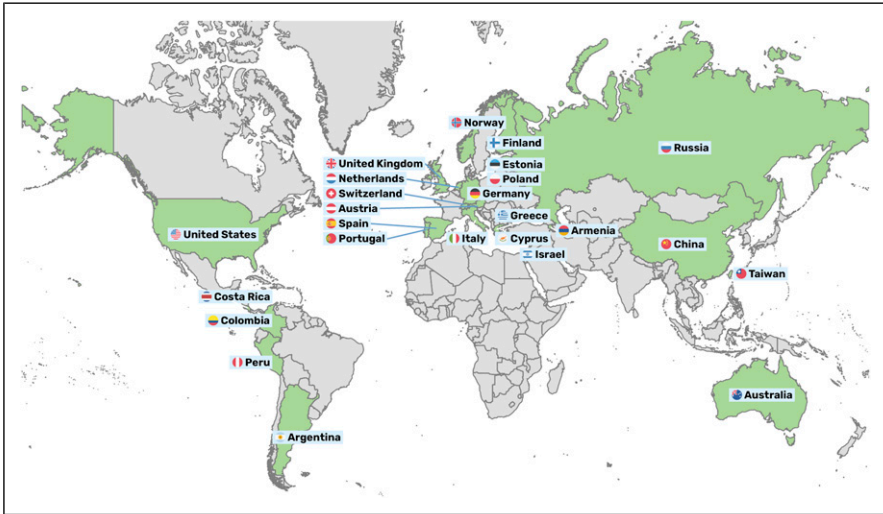 Norway
Finland
Russia
United Kingdom
Estonia
Netherlands
Poland
Switzerland
Germany
Austria
Greece
Spain
Armenia
United States
Portugal
Italy
Cyprus
China
Israel
Taiwan
Costa Rica
Colombia
Peru
Australia
Argentina